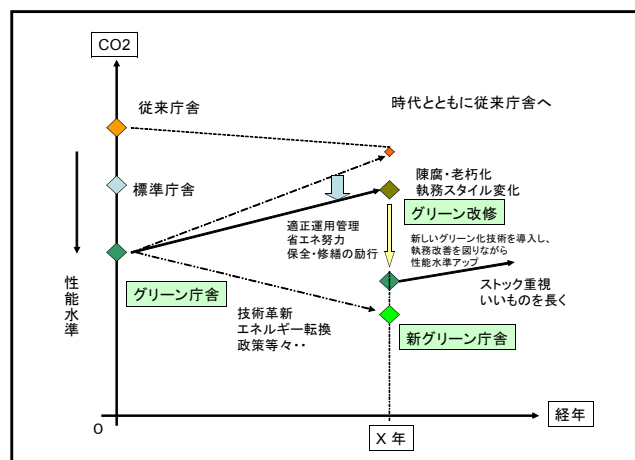 CO2
従来庁舎
時代とともに従来庁舎へ
標準庁舎
陳腐・老朽化
執務スタイル変化
適正運用管理
省エネ努力
保全・修繕の励行
グリーン改修
新しいグリーン化技術を導入し、
執務改善を図りながら
性能水準アップ
性能水準
グリーン庁舎
ストック重視
いいものを長く
技術革新
エネルギー転換
政策等々・・
新グリーン庁舎
O
X 年
経年